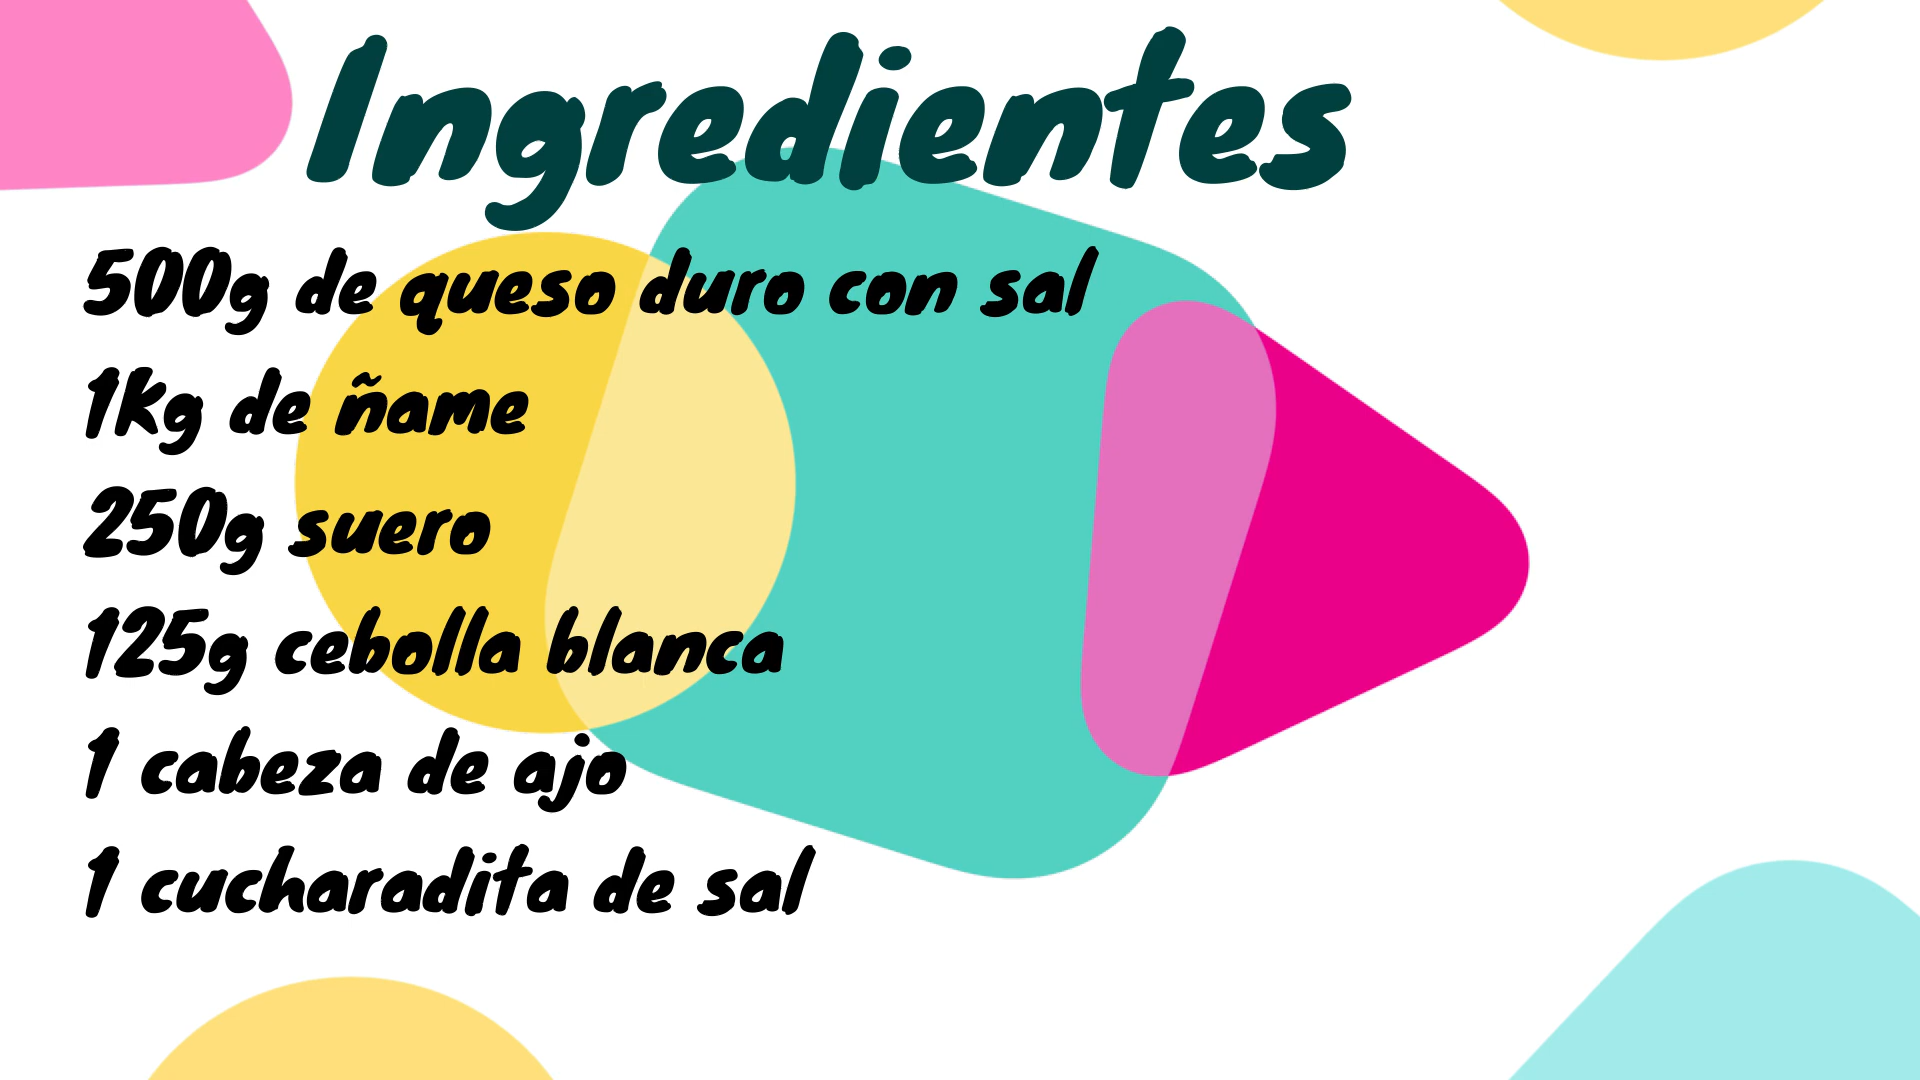 Ingredientes
500g de queso duro con sal
1Kg de ñame
250g suero
125g cebolla blanca
1 cabeza de ajo
1 cucharadita de sal